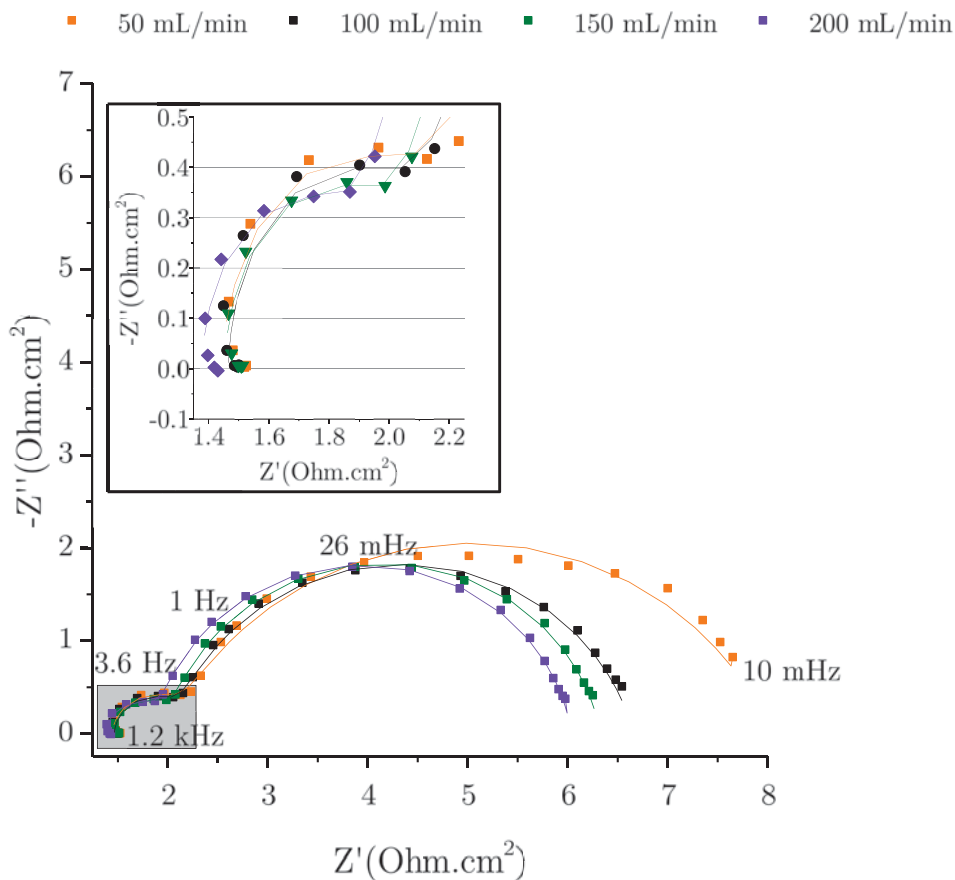 50 mL/min 100 mL/min 150 mL/min 200 mL/min
7
6
5
4
3
2
1
0
-Z''(Ohm.cm²)
0.5
0.4
0.3
0.2
0.1
0.0
-0.1
-Z''(Ohm.cm²)
1.4 1.6 1.8 2.0 2.2
Z'(Ohm.cm²)
26 mHz
1 Hz
3.6 Hz
10 mHz
1.2 kHz
2 3 4 5 6 7 8
Z'(Ohm.cm²)